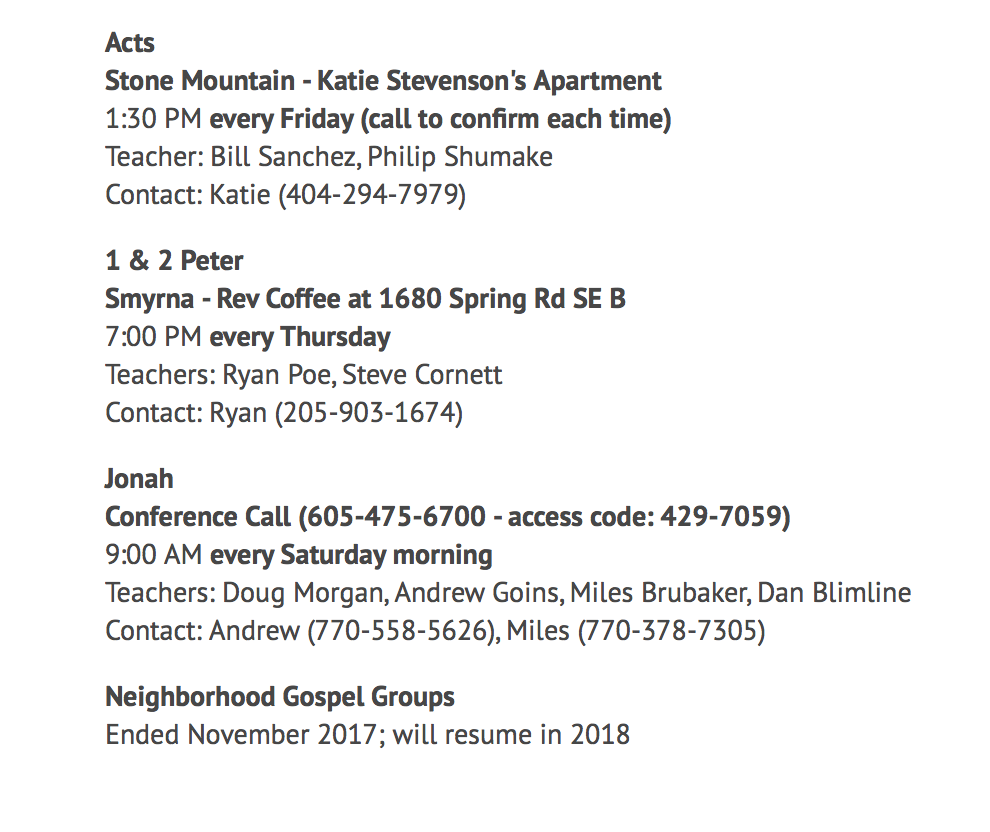 Acts
Stone Mountain - Katie Stevenson's Apartment
1:30 PM every Friday (call to confirm each time)
Teacher: Bill Sanchez, Philip Shumake
Contact: Katie (404-294-7979)
1 & 2 Peter
Smyrna - Rev Coffee at 1680 Spring Rd SE B
7:00 PM every Thursday
Teachers: Ryan Poe, Steve Cornett
Contact: Ryan (205-903-1674)
Jonah
Conference Call (605-475-6700 - access code: 429-7059)
9:00 AM every Saturday morning
Teachers: Doug Morgan, Andrew Goins, Miles Brubaker, Dan Blimline
Contact: Andrew (770-558-5626), Miles (770-378-7305)
Neighborhood Gospel Groups
Ended November 2017; will resume in 2018